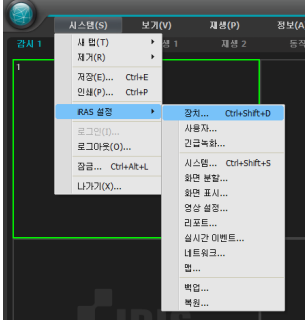 시스템(S) 보기(V) 재생(P) 정보(A
감시 1 재생 1 재생 2 동작
새 탭(T)
제거(R)
저장(E)... Ctrl+E
인쇄(P)... Ctrl+P
iRAS 설정
로그인(I)...
로그아웃(O)...
잠금... Ctrl+Alt+L
나가기(X)...
1
장치... Ctrl+Shift+D
사용자...
긴급녹화...
시스템... Ctrl+Shift+S
화면 분할...
화면 표시...
영상 설정...
리포트...
실시간 이벤트...
네트워크...
맵...
백업...
복원...